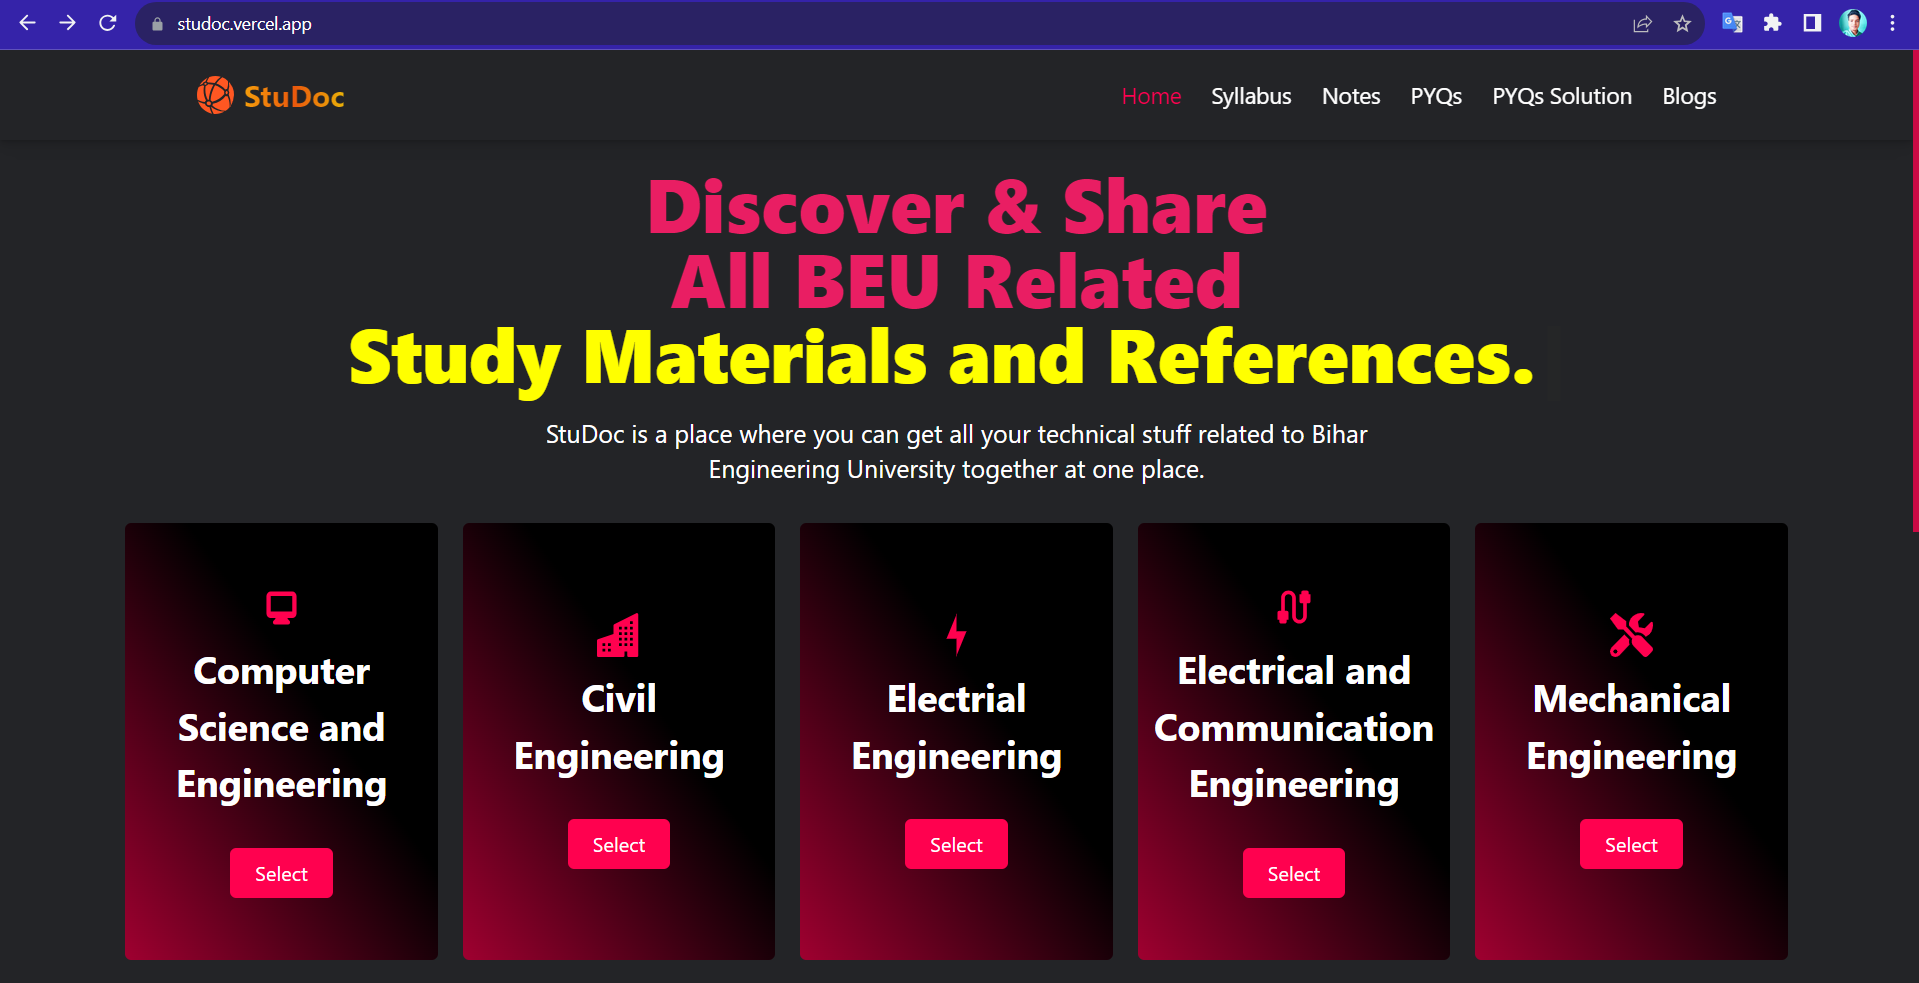 studoc.vercel.app
StuDoc
Home Syllabus Notes PYQs PYQs Solution Blogs
Discover & Share
All BEU Related
Study Materials and References.
StuDoc is a place where you can get all your technical stuff related to Bihar
Engineering University together at one place.
Computer
Science and
Engineering
Select
Civil
Engineering
Select
Electrial
Engineering
Select
Electrical and
Communication
Engineering
Select
Mechanical
Engineering
Select